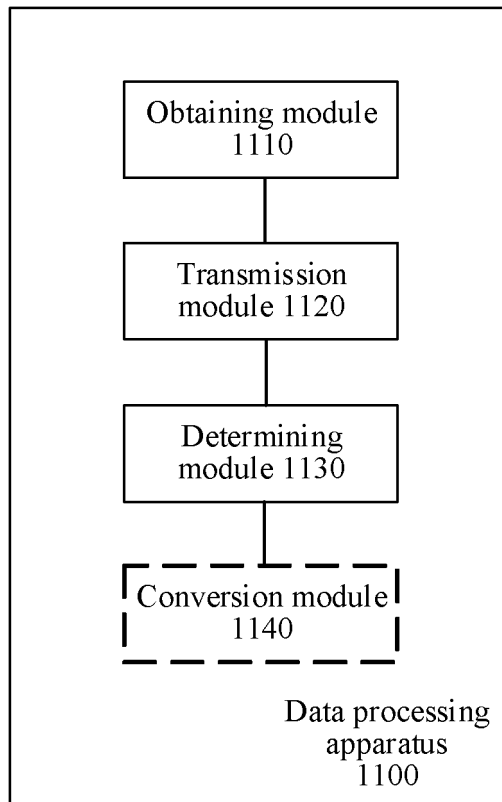 Obtaining module
1110
Transmission
module 1120
Determining
module 1130
Conversion module
1140
Data processing
apparatus
1100